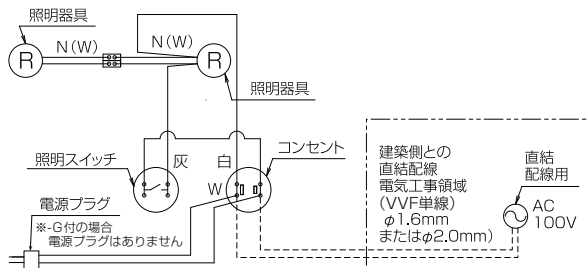 照明器具
N(W)
N(W)
R
R
照明器具
照明スイッチ
灰
白
コンセント
W
電源プラグ
※-G付の場合
電源プラグはありません
建築側との
直結配線
電気工事領域
(VVF単線)
φ1.6mm
またはφ2.0mm)
直結
配線用
AC
100V